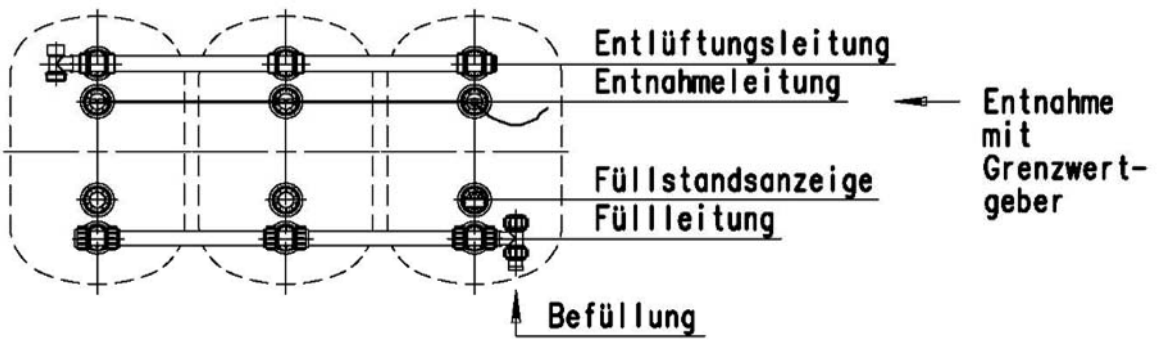 Entlüftungsleitung
Entnahmeleitung
Entnahme
mit
Grenzwert-
geber
Füllstandsanzeige
Füllleitung
Befüllung